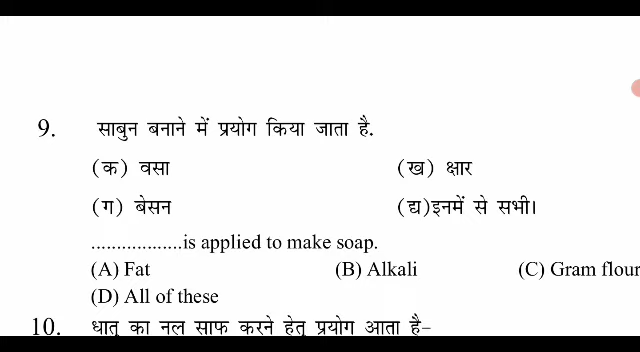 9. साबुन बनाने में प्रयोग किया जाता है.
(क) वसा (ख) क्षार
(ग) बेसन (द्य)इनमें से सभी।
..................is applied to make soap.
(A) Fat (B) Alkali (C) Gram flour
(D) All of these
10. धातु का नल साफ करने हेतु प्रयोग आता है–